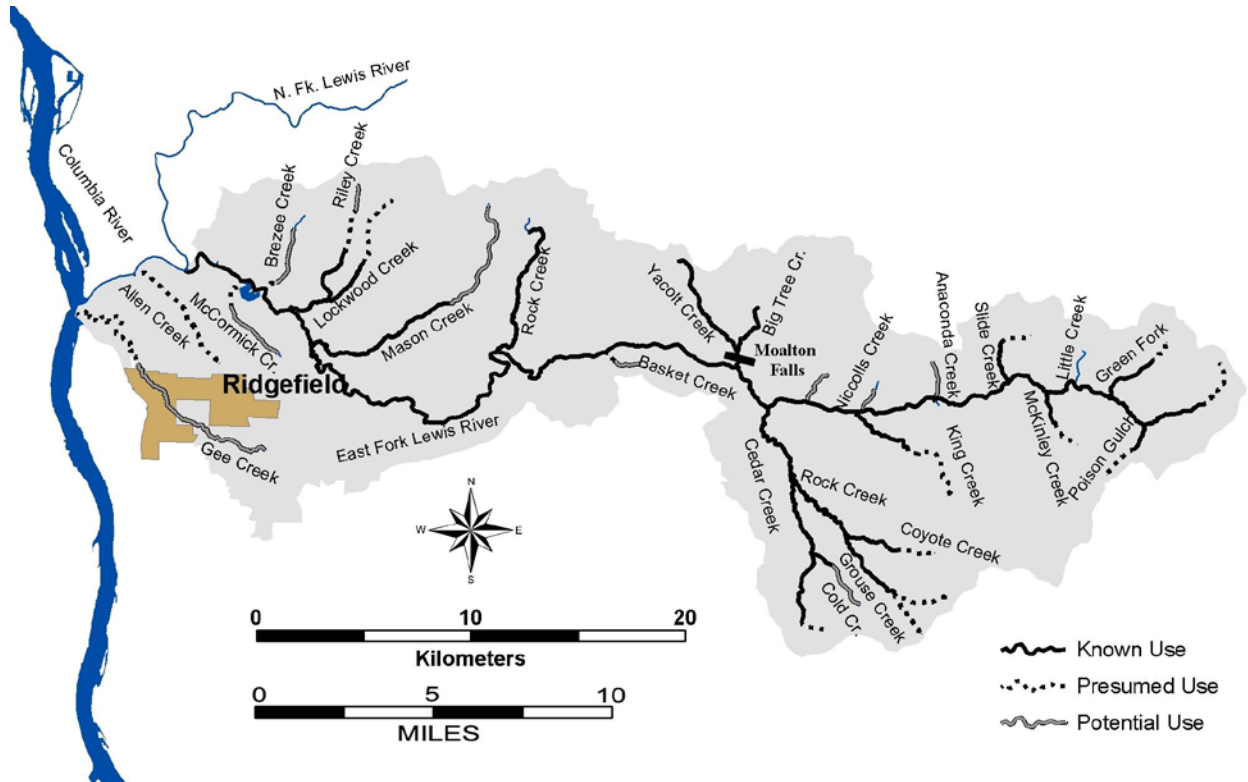 N. Fk. Lewis River
Columbia River
Brezee Creek
Riley Creek
Lockwood Creek
Allen Creek
McCormick Cr.
Mason Creek
Rock Creek
Yacolt Creek
Big Tree Cr.
Moalton
Falls
Basket Creek
Niccolls Creek
Anaconda Creek
Slide Creek
Little Creek
Green Fork
Ridgefield
Gee Creek
East Fork Lewis River
Cedar Creek
Rock Creek
King Creek
McKinley Creek
Poison Gulch
Coyote Creek
Grouse Creek
Cold Cr.
N
W
E
S
0 10 20
Kilometers
0 5 10
MILES
Known Use
Presumed Use
Potential Use